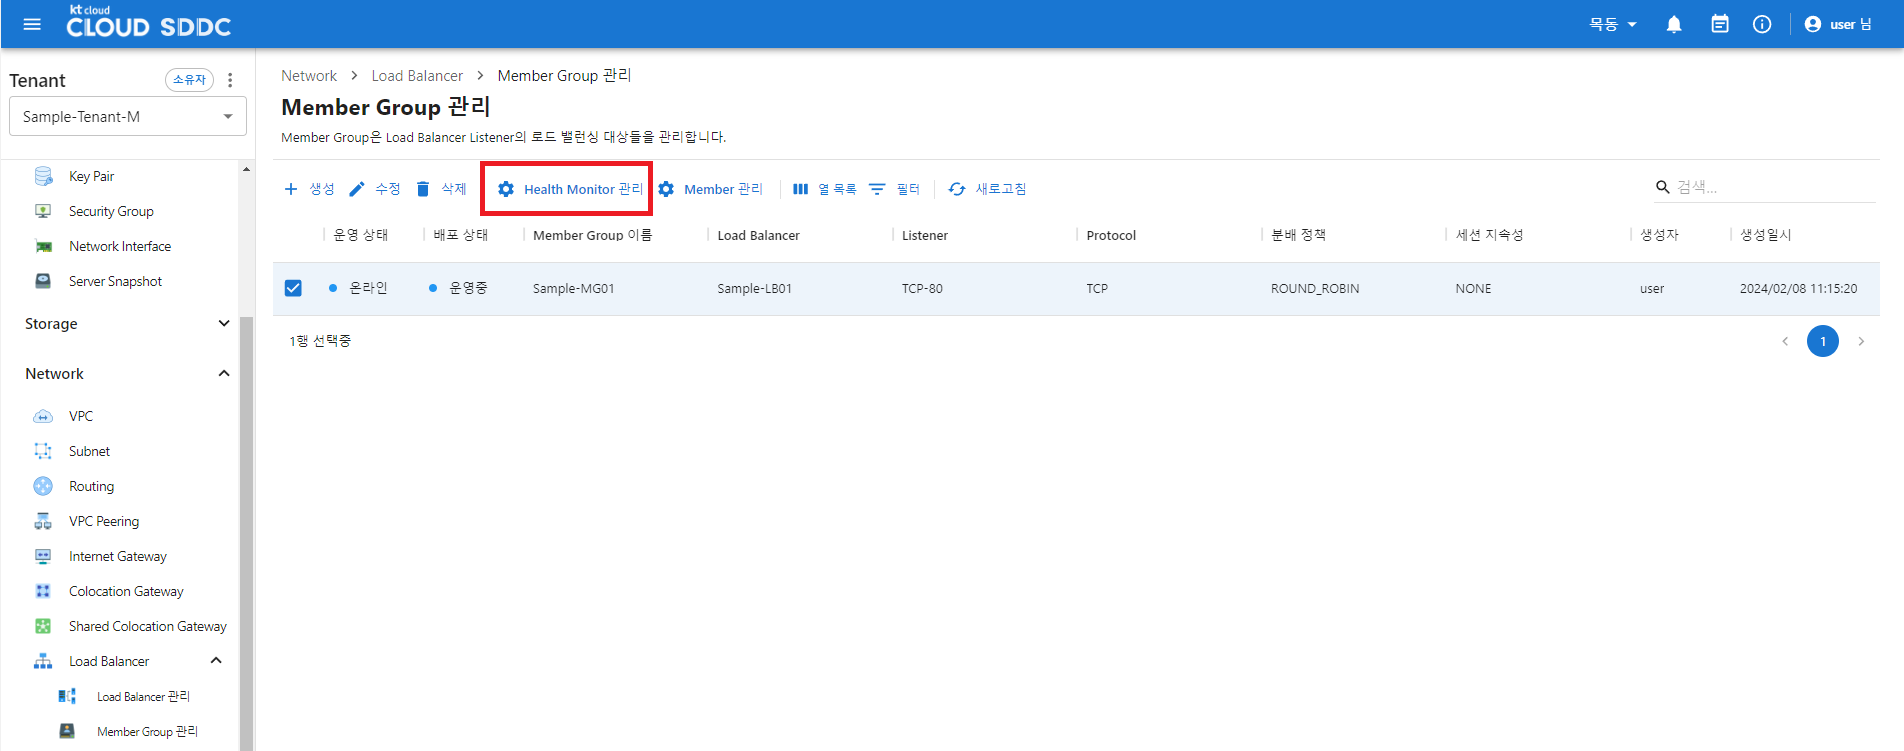 kt cloud
CLOUD SDDC
목동
user 님
Tenant
소유자
Sample-Tenant-M
Key Pair
Security Group
Network Interface
Server Snapshot
Storage
Network
VPC
Subnet
Routing
VPC Peering
Internet Gateway
Colocation Gateway
Shared Colocation Gateway
Load Balancer
Load Balancer 관리
Member Group 관리
Network > Load Balancer > Member Group 관리
Member Group 관리
Member Group은 Load Balancer Listener의 로드 밸런싱 대상들을 관리합니다.
생성 수정 삭제 Health Monitor 관리 Member 관리 열 목록 필터 새로고침 검색...
운영 상태 배포 상태 Member Group 이름 Load Balancer Listener Protocol 분배 정책 세션 지속성 생성자 생성일시
온라인 운영중 Sample-MG01 Sample-LB01 TCP-80 TCP ROUND_ROBIN NONE user 2024/02/08 11:15:20
1행 선택중
1